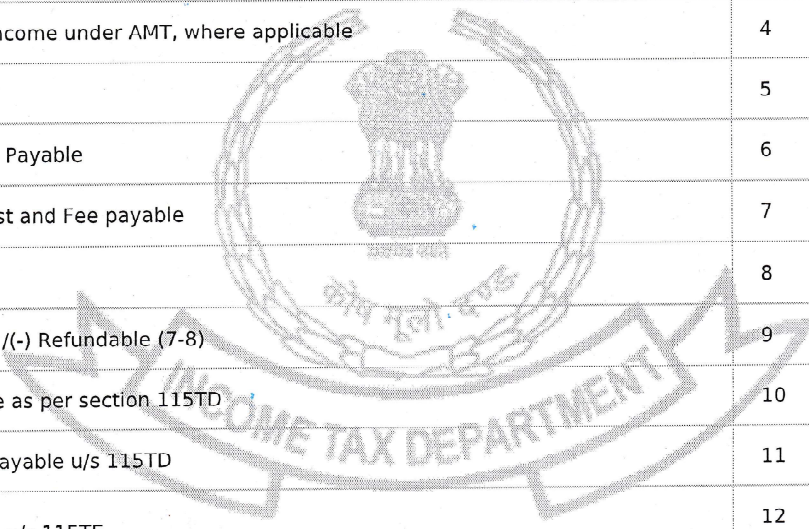 ncome under AMT, where applicable 4
5
Payable 6
st and Fee payable 7
8
कोष मूलो दण्डः
/(-) Refundable (7-8) 9
e as per section 115TD 10
INCOME TAX DEPARTMENT
ayable u/s 115TD 11
12